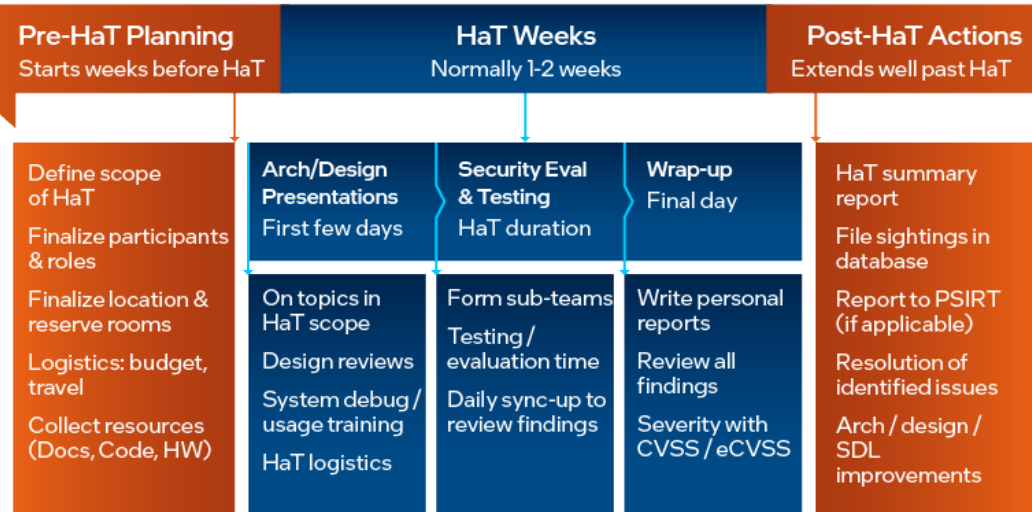 Pre-HaT Planning
Starts weeks before HaT
HaT Weeks
Normally 1-2 weeks
Post-HaT Actions
Extends well past HaT
Define scope
of HaT
Finalize participants
& roles
Finalize location &
reserve rooms
Logistics: budget,
travel
Collect resources
(Docs, Code, HW)
Arch/Design
Presentations
First few days
On topics in
HaT scope
Design reviews
System debug /
usage training
HaT logistics
Security Eval
& Testing
HaT duration
Form sub-teams
Testing /
evaluation time
Daily sync-up to
review findings
Wrap-up
Final day
Write personal
reports
Review all
findings
Severity with
CVSS / eCVSS
HaT summary
report
File sightings in
database
Report to PSIRT
(if applicable)
Resolution of
identified issues
Arch / design /
SDL
improvements